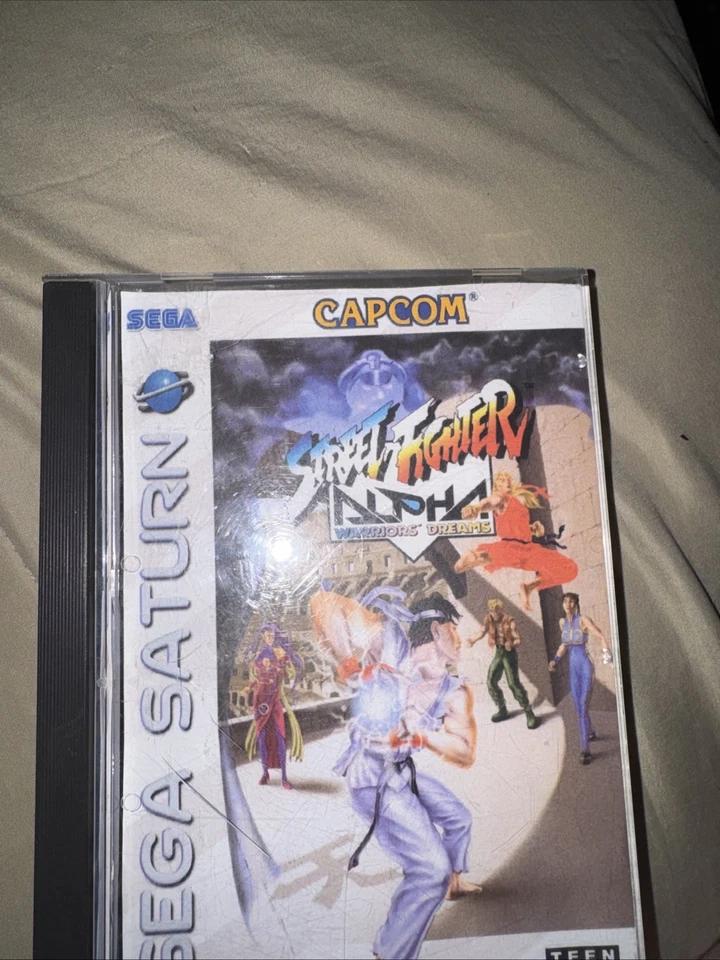 SEGA
CAPCOM®
STREET FIGHTER
ALPHA
WARRIORS' DREAMS
SEGA SATURN
TEEN